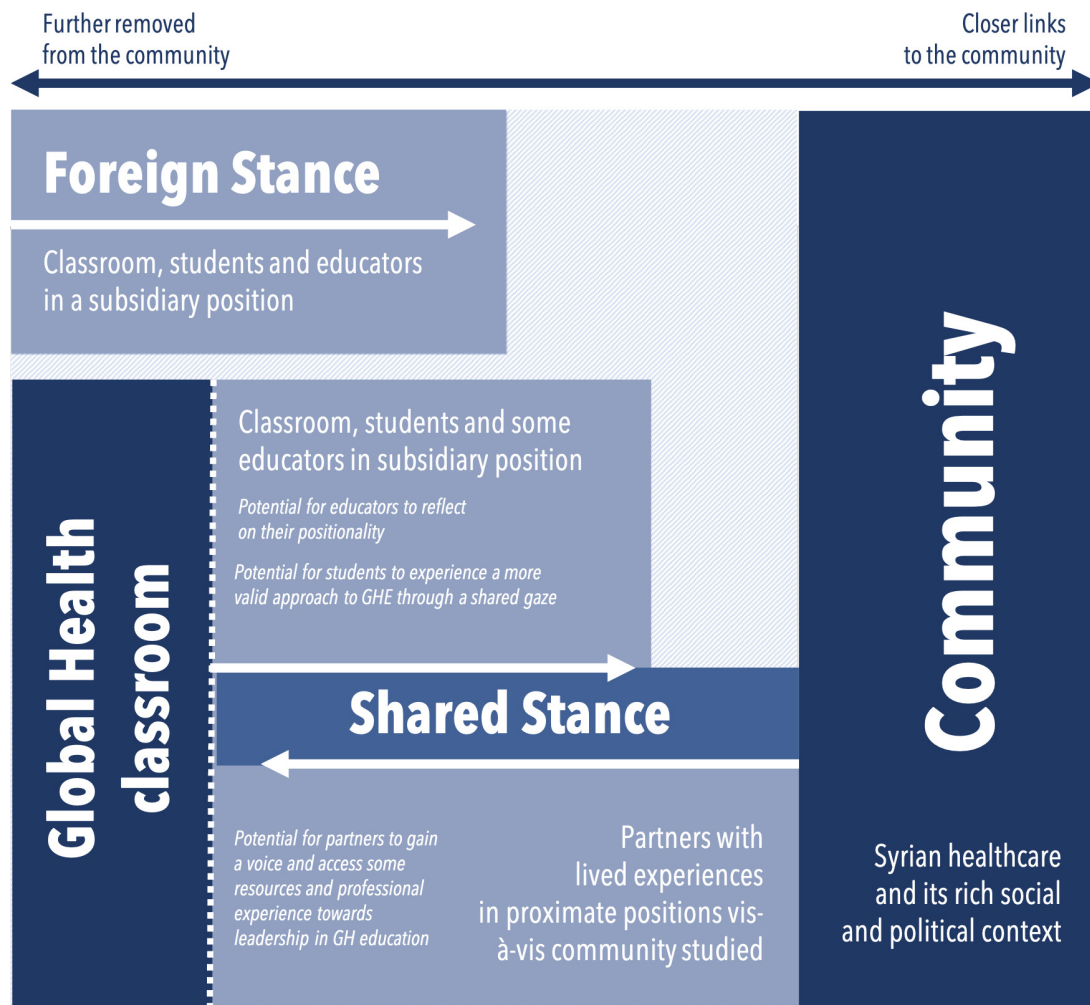 Further removed
from the community
Closer links
to the community
Foreign Stance
Classroom, students and educators
in a subsidiary position
Global Health
classroom
Classroom, students and some
educators in subsidiary position
Potential for educators to reflect
on their positionality
Potential for students to experience a more
valid approach to GHE through a shared gaze
Shared Stance
Potential for partners to gain
a voice and access some
resources and professional
experience towards
leadership in GH education
Partners with
lived experiences
in proximate positions vis-
à-vis community studied
Community
Syrian healthcare
and its rich social
and political context